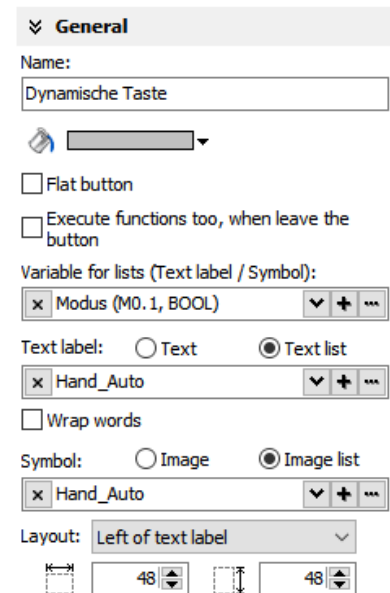 General
Name:
Dynamische Taste
Flat button
Execute functions too, when leave the
button
Variable for lists (Text label / Symbol):
Modus (M0.1, BOOL)
Text label: Text Text list
Hand_Auto
Wrap words
Symbol: Image Image list
Hand_Auto
Layout: Left of text label
48 48